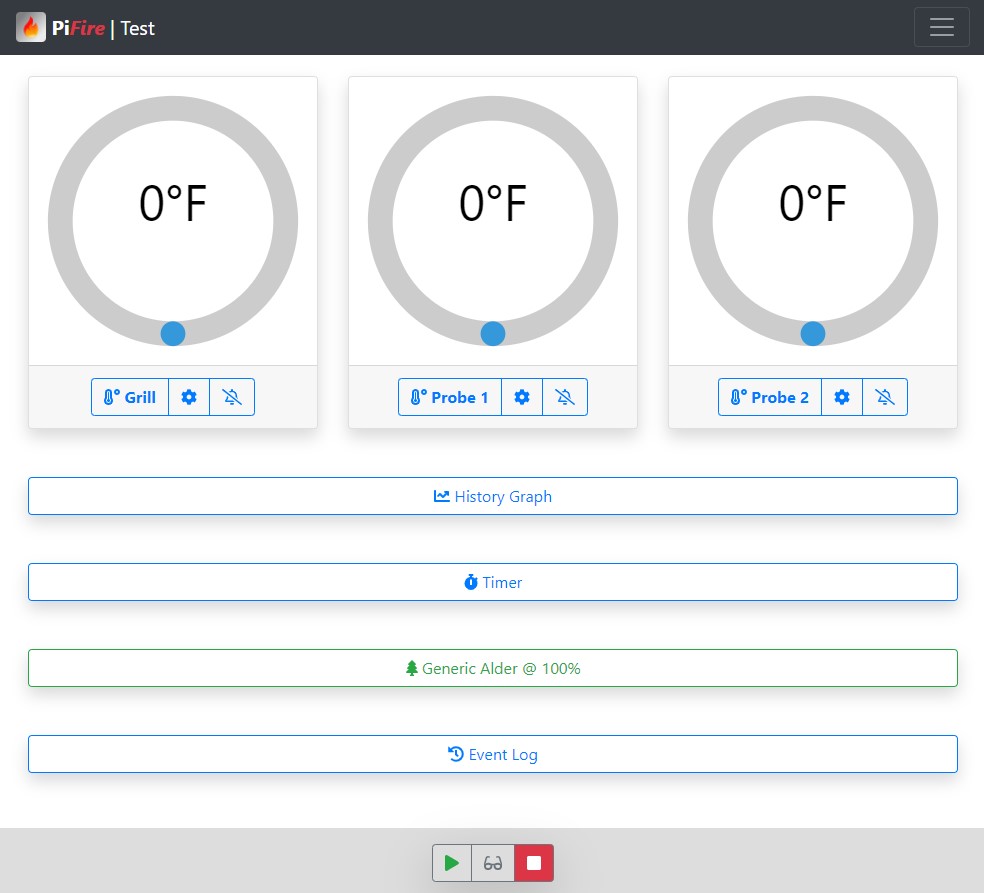 PiFire | Test
0°F
0°F
0°F
Grill
Probe 1
Probe 2
History Graph
Timer
Generic Alder @ 100%
Event Log